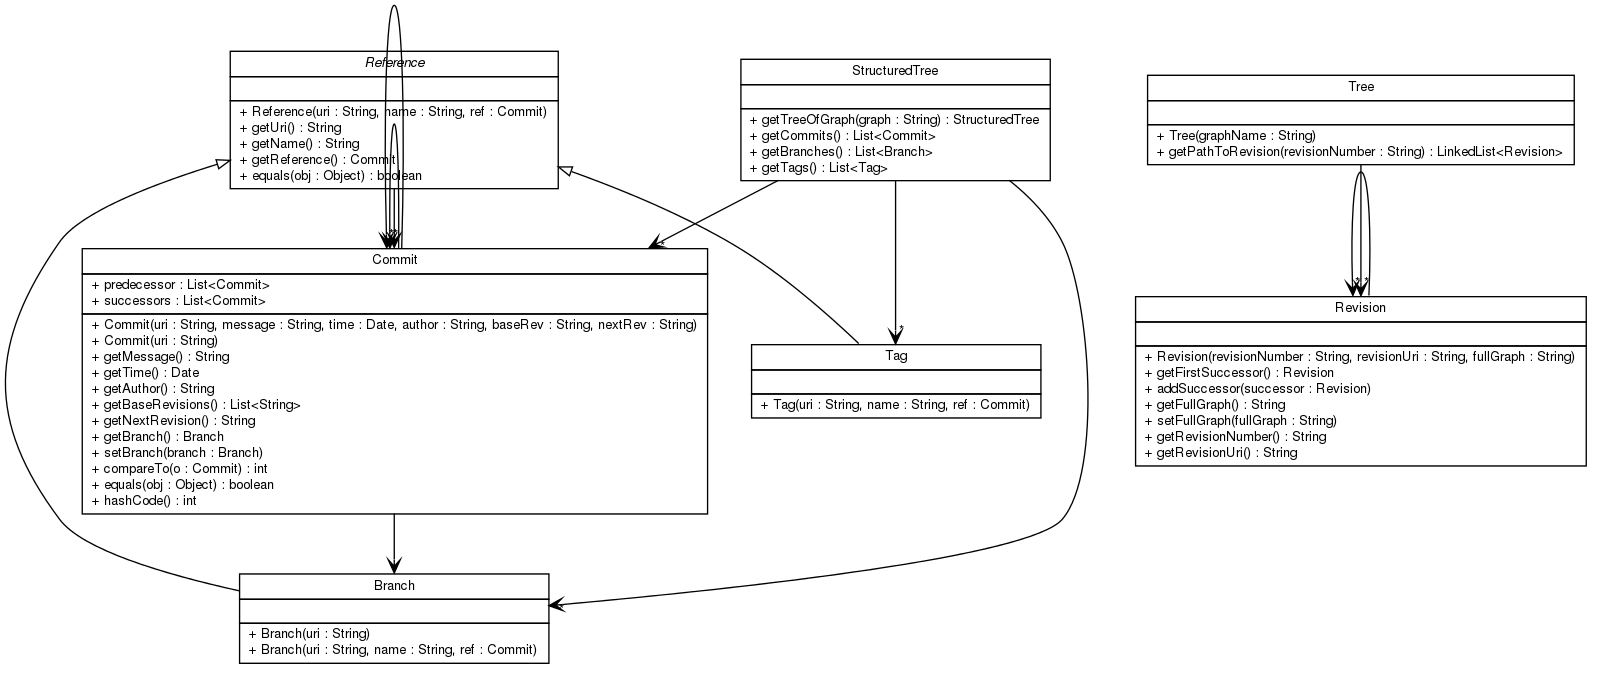 Reference
+ Reference(uri : String, name : String, ref : Commit)
+ getUri() : String
+ getName() : String
+ getReference() : Commit
+ equals(obj : Object) : boolean
StructuredTree
+ getTreeOfGraph(graph : String) : StructuredTree
+ getCommits() : List<Commit>
+ getBranches() : List<Branch>
+ getTags() : List<Tag>
Tree
+ Tree(graphName : String)
+ getPathToRevision(revisionNumber : String) : LinkedList<Revision>
* *
*
* *
Commit
+ predecessor : List<Commit>
+ successors : List<Commit>
+ Commit(uri : String, message : String, time : Date, author : String, baseRev : String, nextRev : String)
+ Commit(uri : String)
+ getMessage() : String
+ getTime() : Date
+ getAuthor() : String
+ getBaseRevisions() : List<String>
+ getNextRevision() : String
+ getBranch() : Branch
+ setBranch(branch : Branch)
+ compareTo(o : Commit) : int
+ equals(obj : Object) : boolean
+ hashCode() : int
*
Tag
+ Tag(uri : String, name : String, ref : Commit)
Revision
+ Revision(revisionNumber : String, revisionUri : String, fullGraph : String)
+ getFirstSuccessor() : Revision
+ addSuccessor(successor : Revision)
+ getFullGraph() : String
+ setFullGraph(fullGraph : String)
+ getRevisionNumber() : String
+ getRevisionUri() : String
Branch
*
+ Branch(uri : String)
+ Branch(uri : String, name : String, ref : Commit)